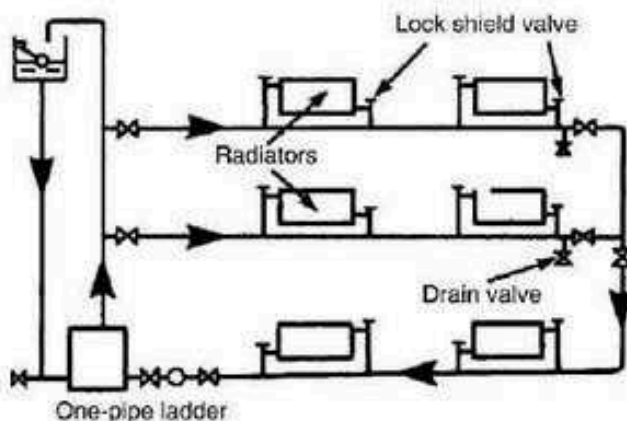 Lock shield valve
Radiators
Drain valve
One-pipe ladder